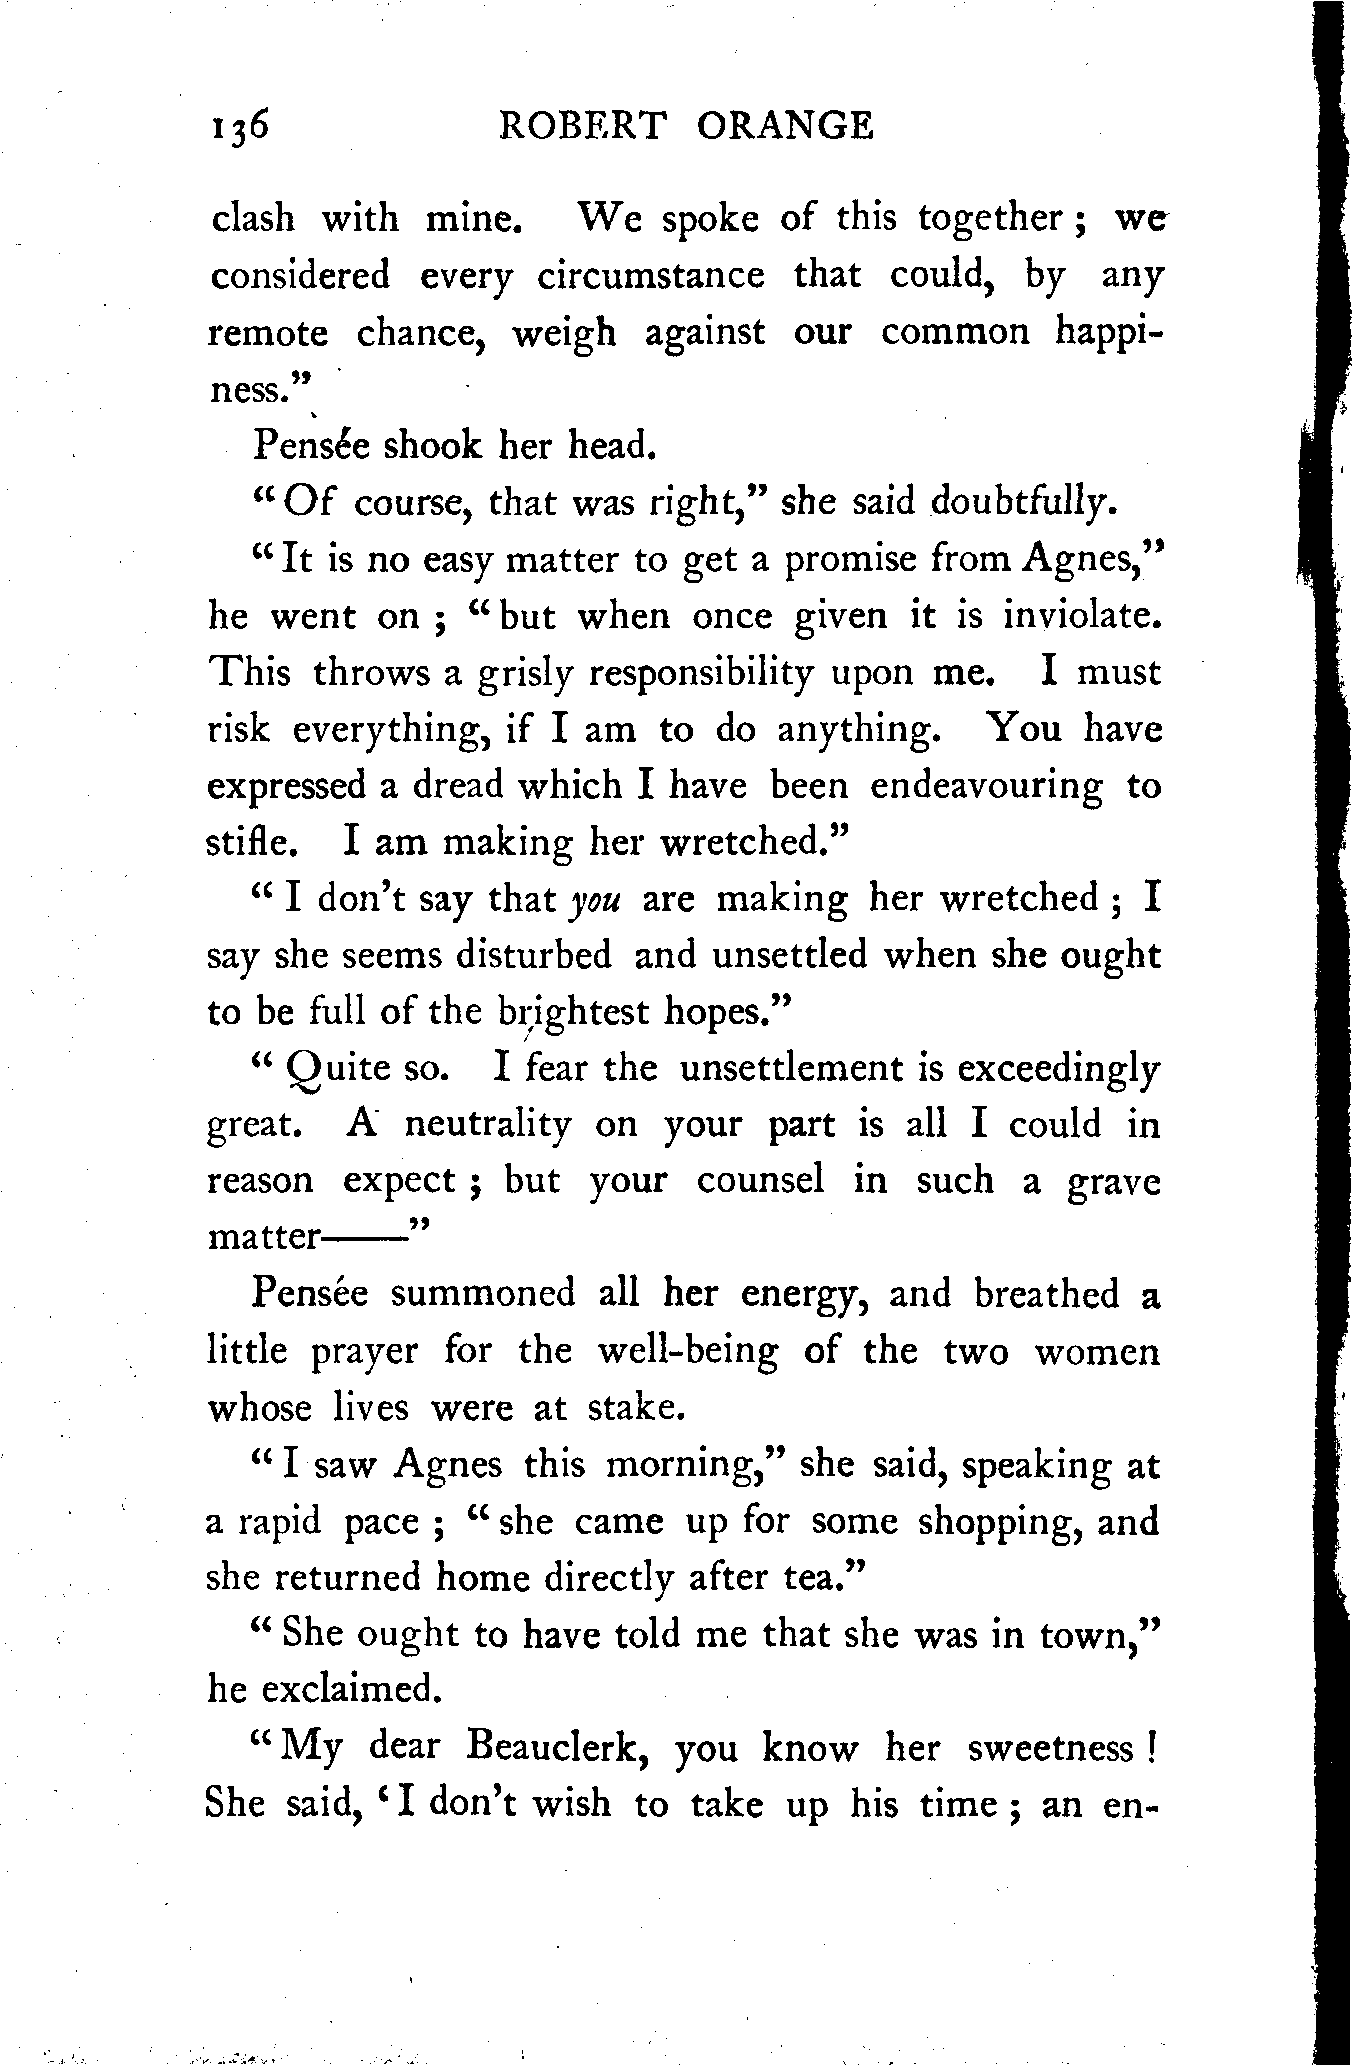 136 ROBERT ORANGE
clash with mine. We spoke of this together ; we
considered every circumstance that could, by any
remote chance, weigh against our common happi-
ness.”
Pensée shook her head.
“ Of course, that was right,” she said doubtfully.
“ It is no easy matter to get a promise from Agnes,”
he went on ; “ but when once given it is inviolate.
This throws a grisly responsibility upon me. I must
risk everything, if I am to do anything. You have
expressed a dread which I have been endeavouring to
stifle. I am making her wretched.”
“ I don’t say that you are making her wretched ; I
say she seems disturbed and unsettled when she ought
to be full of the brightest hopes.”
“ Quite so. I fear the unsettlement is exceedingly
great. A neutrality on your part is all I could in
reason expect ; but your counsel in such a grave
matter——”
Pensée summoned all her energy, and breathed a
little prayer for the well-being of the two women
whose lives were at stake.
“ I saw Agnes this morning,” she said, speaking at
a rapid pace ; “ she came up for some shopping, and
she returned home directly after tea.”
“ She ought to have told me that she was in town,”
he exclaimed.
“ My dear Beauclerk, you know her sweetness !
She said, ‘ I don’t wish to take up his time ; an en-